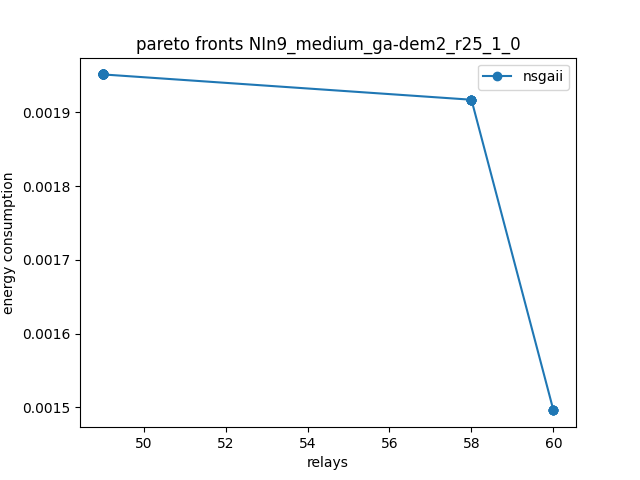 pareto fronts NIn9_medium_ga-dem2_r25_1_0
nsgaii
energy consumption
0.0019
0.0018
0.0017
0.0016
0.0015
50 52 54 56 58 60
relays